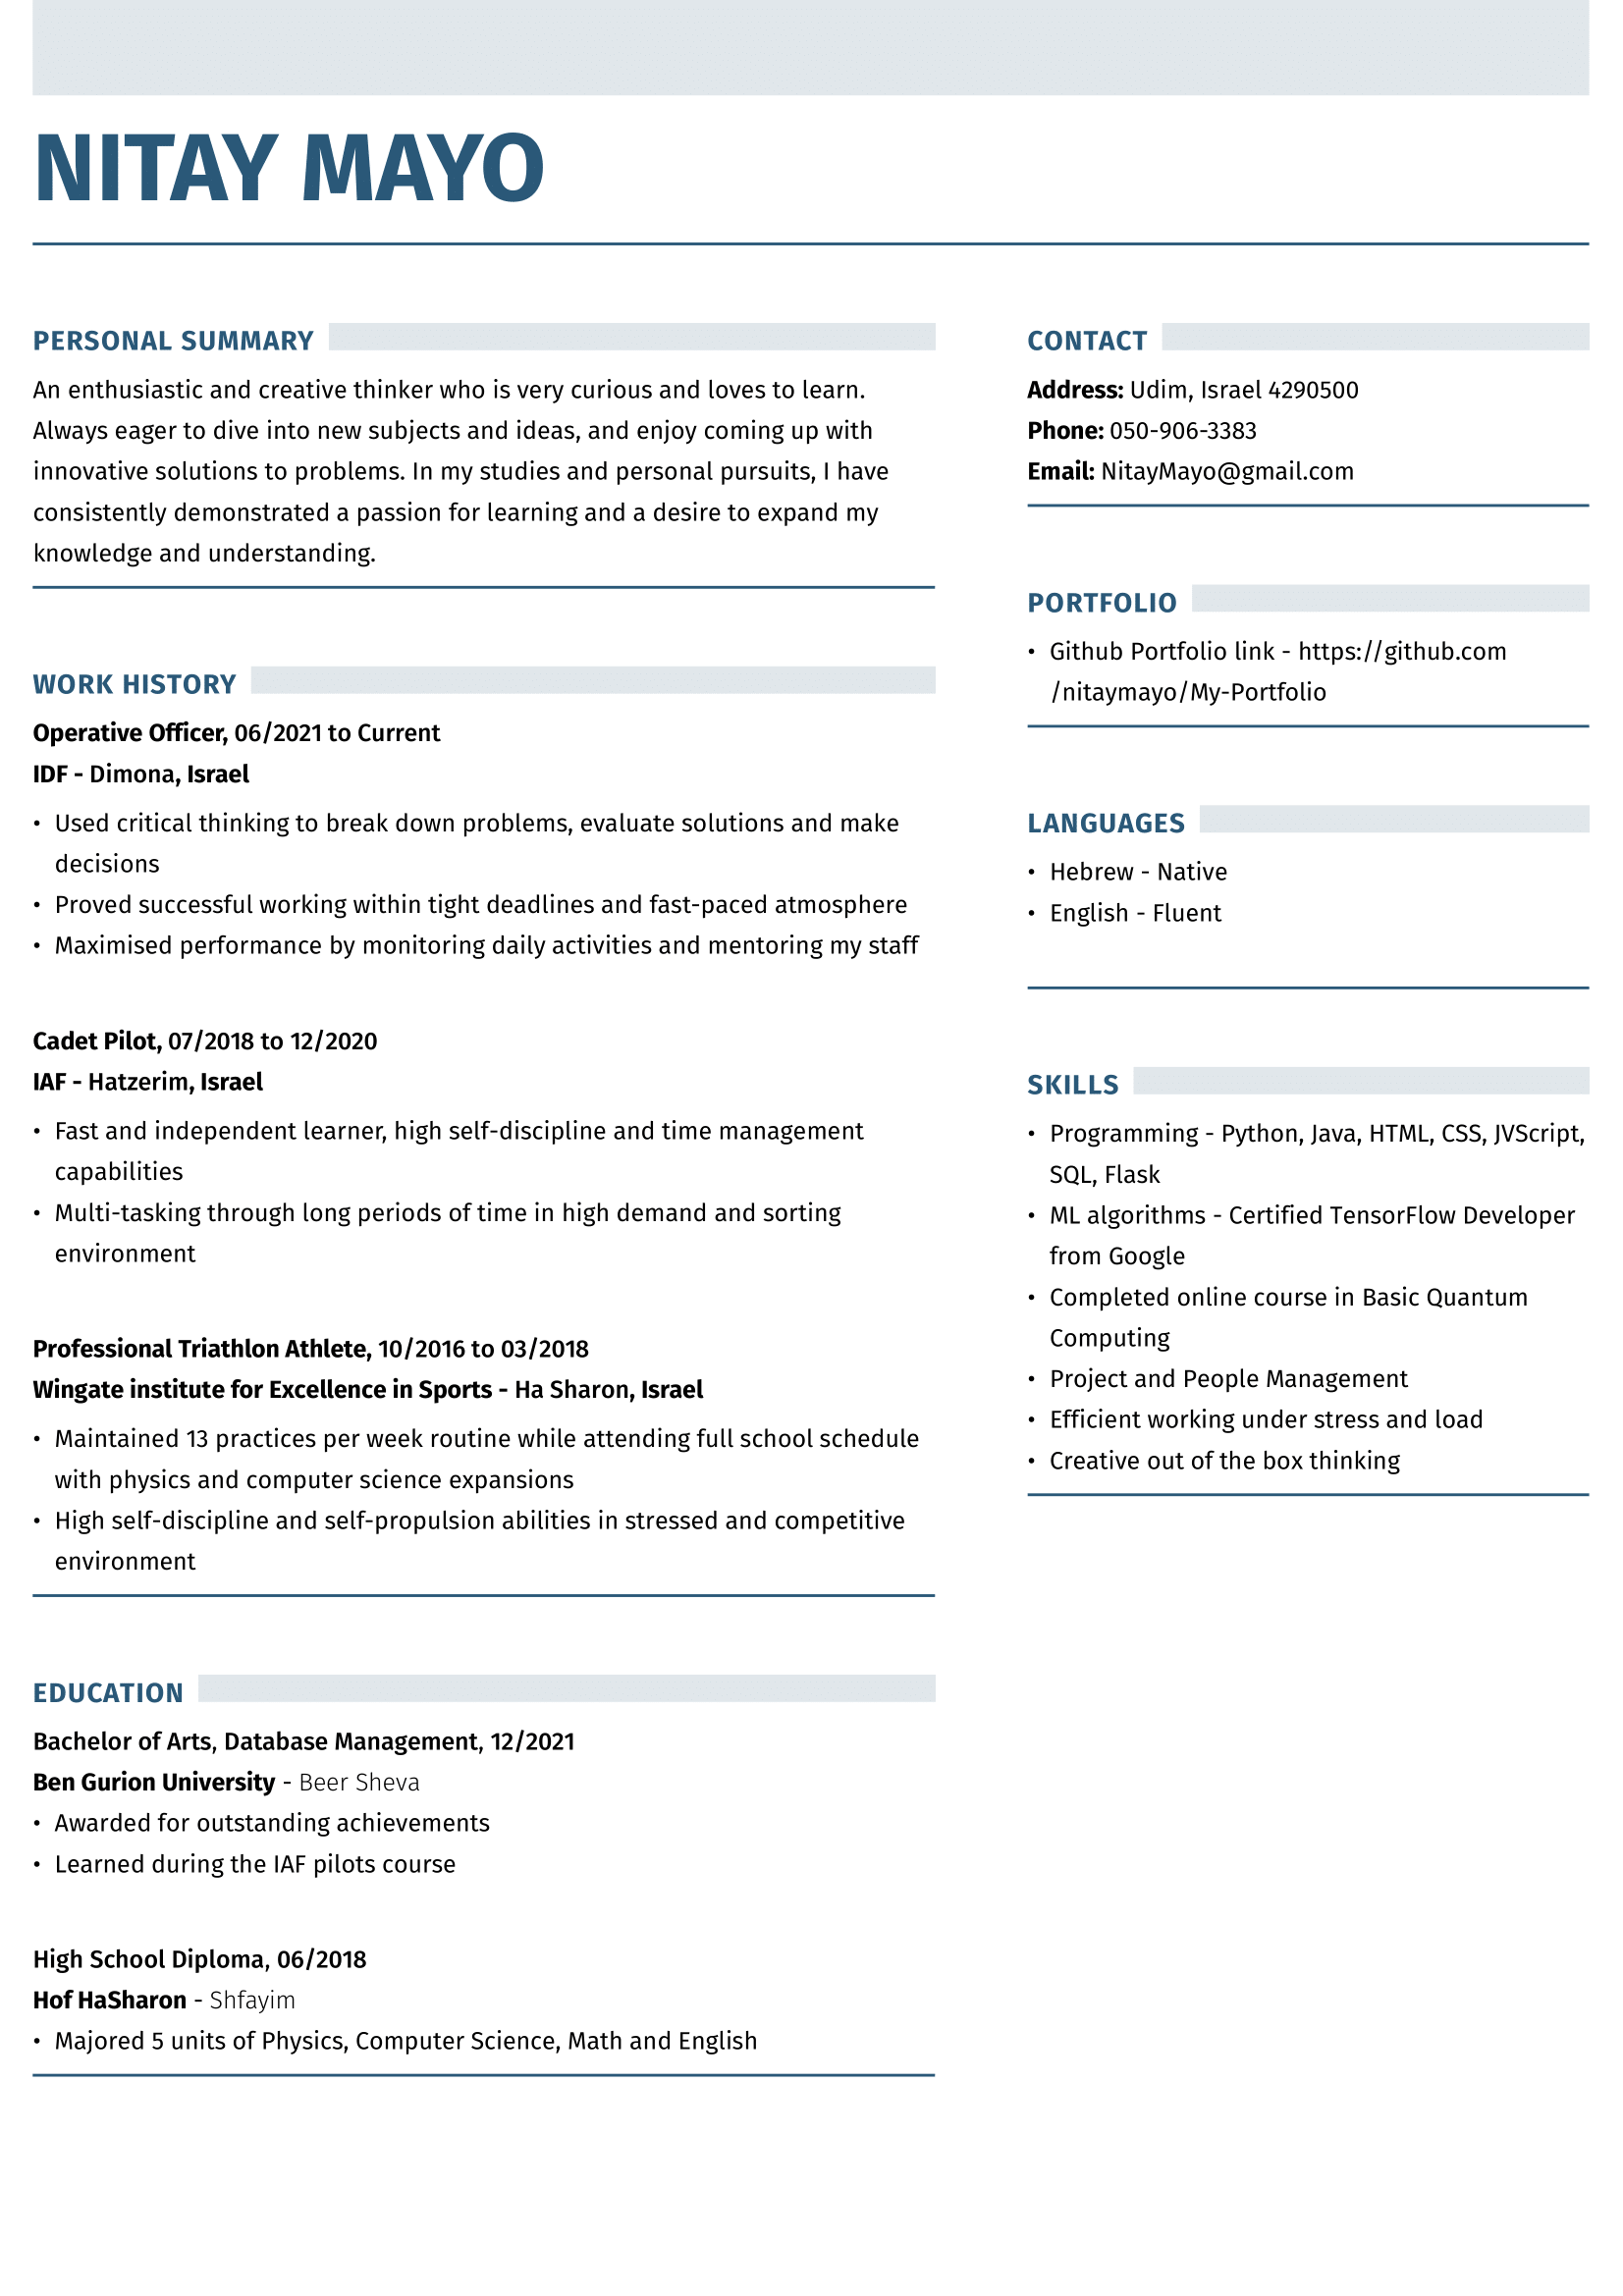 NITAY MAYO
PERSONAL SUMMARY
An enthusiastic and creative thinker who is very curious and loves to learn.
Always eager to dive into new subjects and ideas, and enjoy coming up with
innovative solutions to problems. In my studies and personal pursuits, I have
consistently demonstrated a passion for learning and a desire to expand my
knowledge and understanding.
WORK HISTORY
Operative Officer, 06/2021 to Current
IDF - Dimona, Israel
• Used critical thinking to break down problems, evaluate solutions and make
decisions
• Proved successful working within tight deadlines and fast-paced atmosphere
• Maximised performance by monitoring daily activities and mentoring my staff
Cadet Pilot, 07/2018 to 12/2020
IAF - Hatzerim, Israel
• Fast and independent learner, high self-discipline and time management
capabilities
• Multi-tasking through long periods of time in high demand and sorting
environment
Professional Triathlon Athlete, 10/2016 to 03/2018
Wingate institute for Excellence in Sports - Ha Sharon, Israel
• Maintained 13 practices per week routine while attending full school schedule
with physics and computer science expansions
• High self-discipline and self-propulsion abilities in stressed and competitive
environment
EDUCATION
Bachelor of Arts, Database Management, 12/2021
Ben Gurion University - Beer Sheva
• Awarded for outstanding achievements
• Learned during the IAF pilots course
High School Diploma, 06/2018
Hof HaSharon - Shfayim
• Majored 5 units of Physics, Computer Science, Math and English
CONTACT
Address: Udim, Israel 4290500
Phone: 050-906-3383
Email: NitayMayo@gmail.com
PORTFOLIO
• Github Portfolio link - https://github.com
/nitaymayo/My-Portfolio
LANGUAGES
• Hebrew - Native
• English - Fluent
SKILLS
• Programming - Python, Java, HTML, CSS, JVScript,
SQL, Flask
• ML algorithms - Certified TensorFlow Developer
from Google
• Completed online course in Basic Quantum
Computing
• Project and People Management
• Efficient working under stress and load
• Creative out of the box thinking